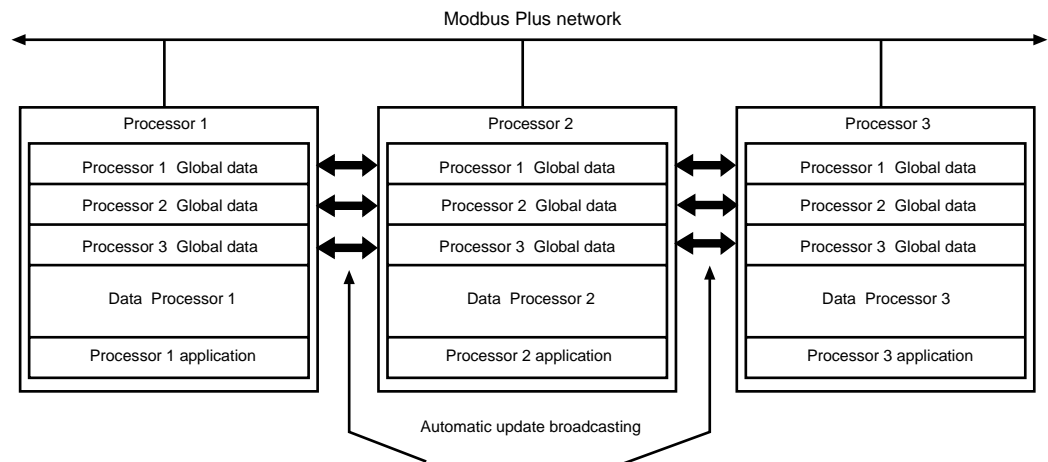 Modbus Plus network
Processor 1
Processor 1 Global data
Processor 2 Global data
Processor 3 Global data
Data Processor 1
Processor 1 application
Processor 2
Processor 1 Global data
Processor 2 Global data
Processor 3 Global data
Data Processor 2
Processor 2 application
Processor 3
Processor 1 Global data
Processor 2 Global data
Processor 3 Global data
Data Processor 3
Processor 3 application
Automatic update broadcasting